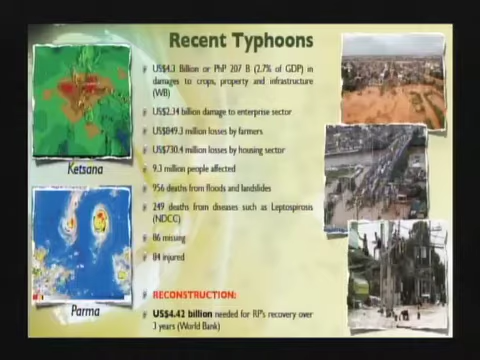 Recent Typhoons
US$4.3 Billion or PhP 207 B (2.7% of GDP) in
damages to crops, property and infrastructure
(WB)
US$2.34 billion damage to enterprise sector
US$849.3 million losses by farmers
US$730.4 million losses by housing sector
9.3 million people affected
956 deaths from floods and landslides
249 deaths from diseases such as Leptospirosis
(NDCC)
86 missing
84 injured
RECONSTRUCTION:
US$4.42 billion needed for RP's recovery over
3 years (World Bank)
Ketsana
Parma